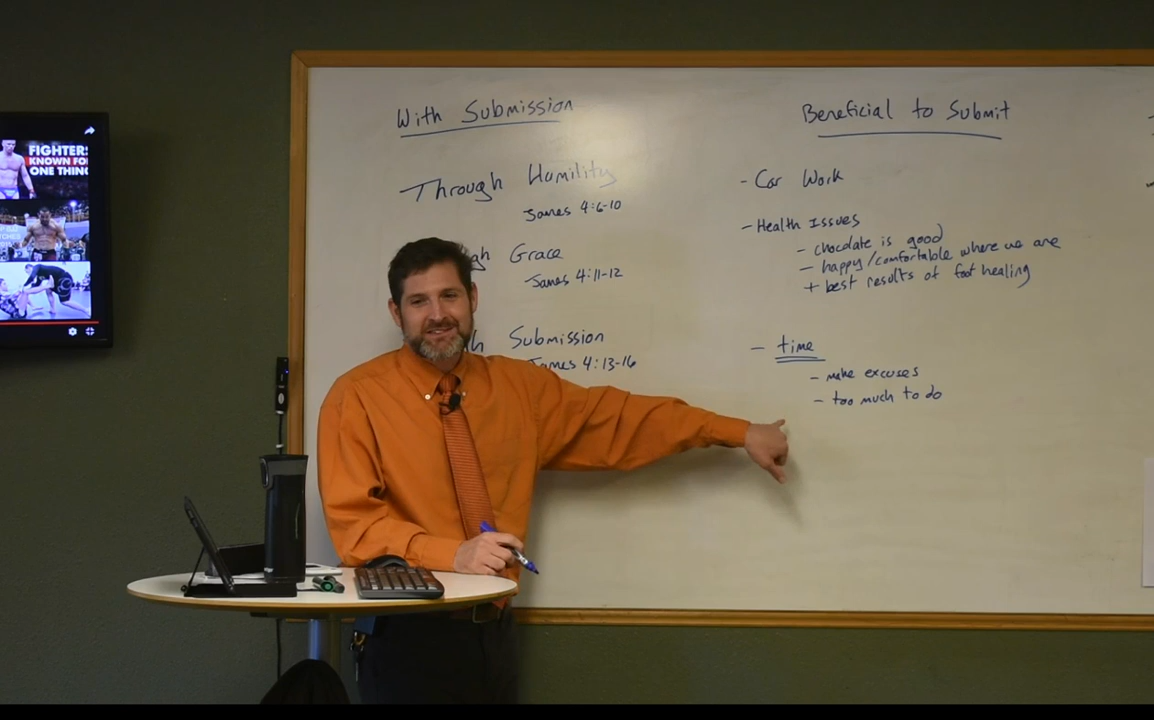 FIGHTERS
KNOWN FOR
ONE THING
With Submission
Through Humility
James 4:6-10
Grace
James 4:11-12
Submission
James 4:13-16
Beneficial to Submit
- Car Work
- Health Issues
- chocolate is good
- happy/comfortable where we are
+ best results of foot healing
- time
- make excuses
- too much to do